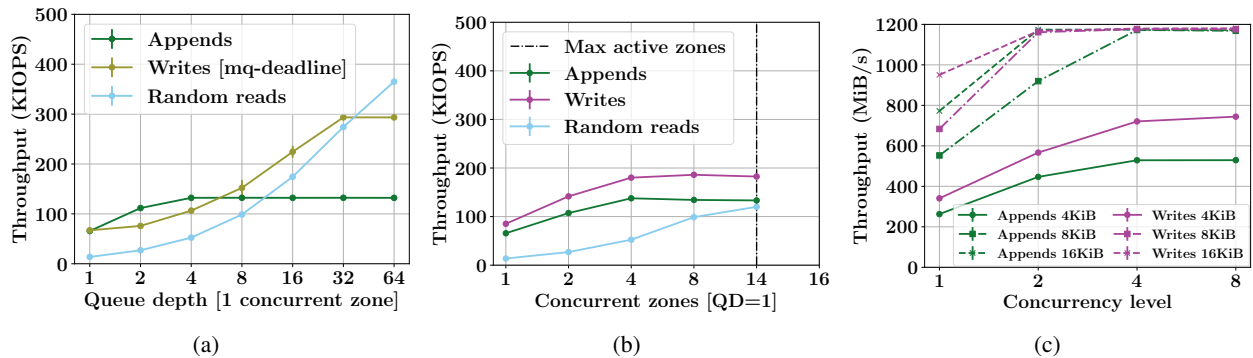 500
400
300
200
100
0
Throughput (KIOPS)
Appends
Writes [mq-deadline]
Random reads
1 2 4 8 16 32 64
Queue depth [1 concurrent zone]
(a)
500
400
300
200
100
0
Throughput (KIOPS)
Max active zones
Appends
Writes
Random reads
1 2 4 8 14 16
Concurrent zones [QD=1]
(b)
1200
1000
800
600
400
200
0
Throughput (MiB/s)
Appends 4KiB Writes 4KiB
Appends 8KiB Writes 8KiB
Appends 16KiB Writes 16KiB
1 2 4 8
Concurrency level
(c)